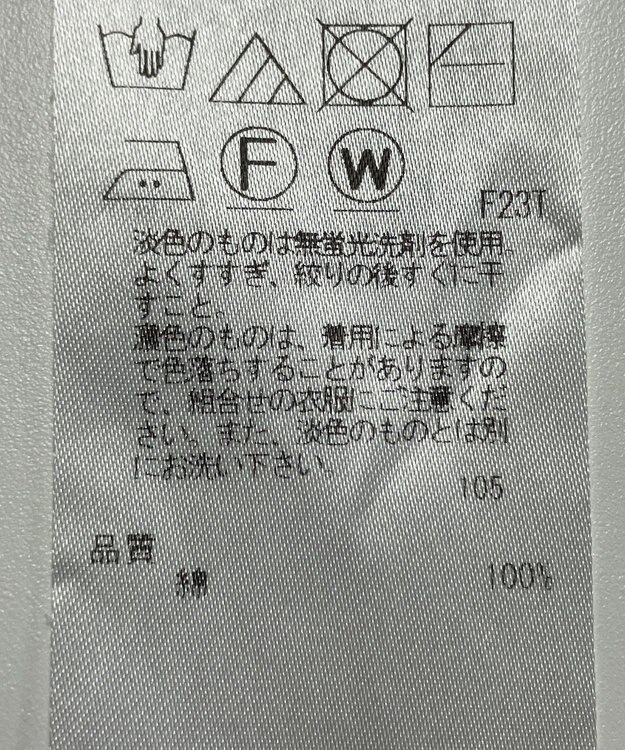 F W
F23T
淡色のものは無蛍光洗剤を使用。
よくすすぎ、絞りの後すぐに干
すこと。
濃色のものは、着用による摩擦
で色落ちすることがありますの
で、組合せの衣服にご注意くだ
さい。また、淡色のものとは別
にお洗い下さい。
105
品質
綿 100%